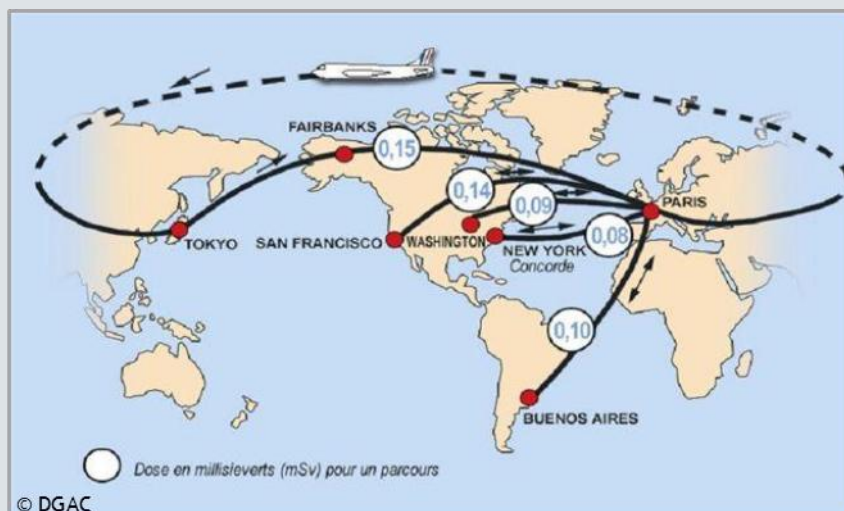 FAIRBANKS
0,15
0,14
0,09
PARIS
TOKYO
SAN FRANCISCO
WASHINGTON
NEW YORK
Concorde
0,08
0,10
BUENOS AIRES
Dose en millisieverts (mSv) pour un parcours
© DGAC